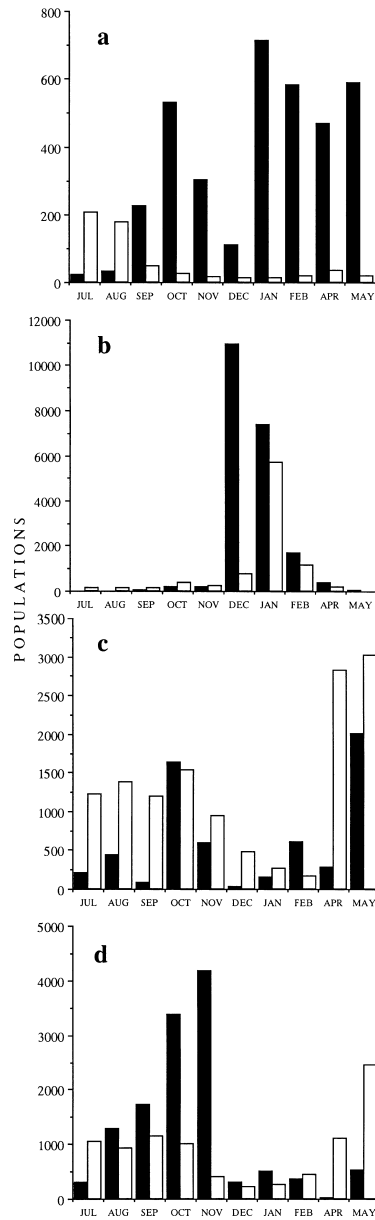 a
800
600
400
200
0
JUL AUG SEP OCT NOV DEC JAN FEB APR MAY
b
12000
10000
8000
6000
4000
2000
0
JUL AUG SEP OCT NOV DEC JAN FEB APR MAY
POPULATIONS
c
3500
3000
2500
2000
1500
1000
500
0
JUL AUG SEP OCT NOV DEC JAN FEB APR MAY
d
5000
4000
3000
2000
1000
0
JUL AUG SEP OCT NOV DEC JAN FEB APR MAY